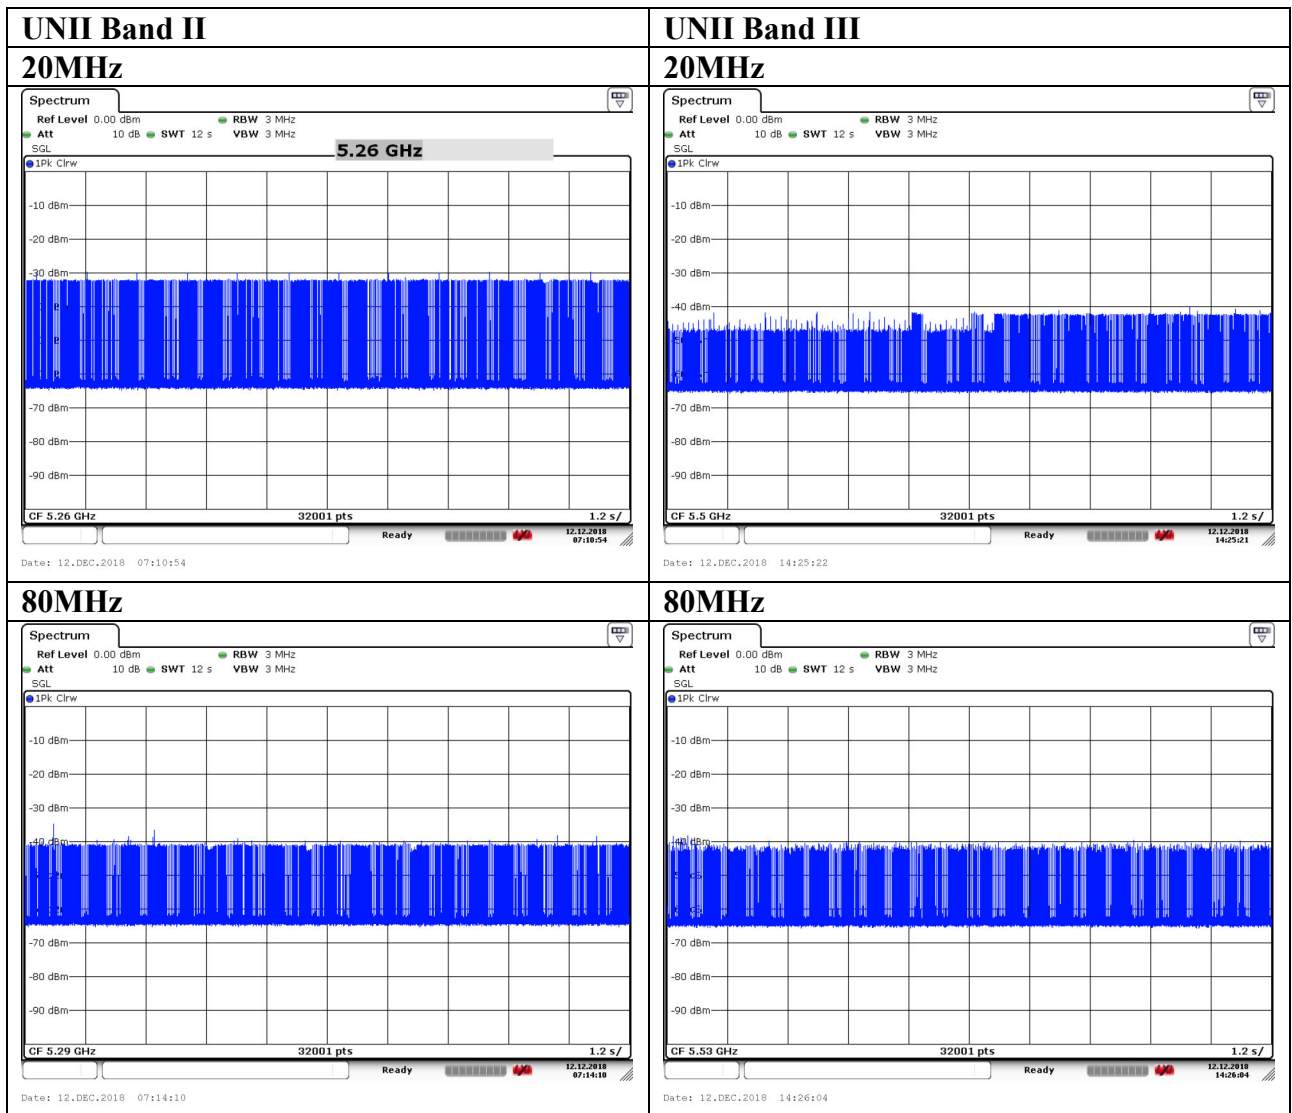 UNII Band II
UNII Band III
20MHz
20MHz
Spectrum
Ref Level 0.00 dBm RBW 3 MHz
Att 10 dB SWT 12 s VBW 3 MHz
SGL
5.26 GHz
1Pk Clrw
-10 dBm
-20 dBm
-30 dBm
-70 dBm
-80 dBm
-90 dBm
CF 5.26 GHz 32001 pts 1.2 s/
Ready 12.12.2018
07:10:54
Date: 12.DEC.2018 07:10:54
Spectrum
Ref Level 0.00 dBm RBW 3 MHz
Att 10 dB SWT 12 s VBW 3 MHz
SGL
1Pk Clrw
-10 dBm
-20 dBm
-30 dBm
-40 dBm
-70 dBm
-80 dBm
-90 dBm
CF 5.5 GHz 32001 pts 1.2 s/
Ready 12.12.2018
14:25:21
Date: 12.DEC.2018 14:25:22
80MHz
80MHz
Spectrum
Ref Level 0.00 dBm RBW 3 MHz
Att 10 dB SWT 12 s VBW 3 MHz
SGL
1Pk Clrw
-10 dBm
-20 dBm
-30 dBm
-40 dBm
-70 dBm
-80 dBm
-90 dBm
CF 5.29 GHz 32001 pts 1.2 s/
Ready 12.12.2018
07:14:10
Date: 12.DEC.2018 07:14:10
Spectrum
Ref Level 0.00 dBm RBW 3 MHz
Att 10 dB SWT 12 s VBW 3 MHz
SGL
1Pk Clrw
-10 dBm
-20 dBm
-30 dBm
-40 dBm
-70 dBm
-80 dBm
-90 dBm
CF 5.53 GHz 32001 pts 1.2 s/
Ready 12.12.2018
14:26:04
Date: 12.DEC.2018 14:26:04